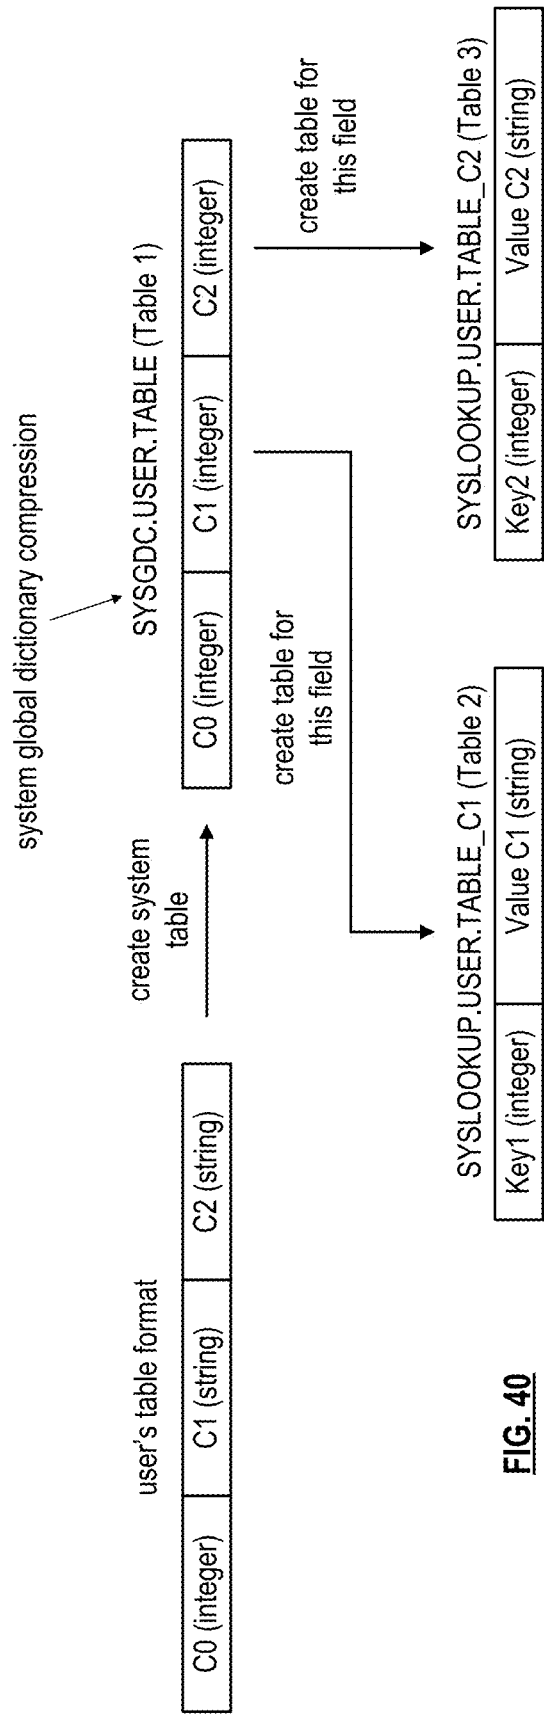 system global dictionary compression
user's table format
C0 (integer)
C1 (string)
C2 (string)
create system
table
SYSGDC.USER.TABLE (Table 1)
C0 (integer)
C1 (integer)
C2 (integer)
create table for
this field
create table for
this field
SYSLOOKUP.USER.TABLE_C1 (Table 2)
Key1 (integer)
Value C1 (string)
SYSLOOKUP.USER.TABLE_C2 (Table 3)
Key2 (integer)
Value C2 (string)
FIG. 40